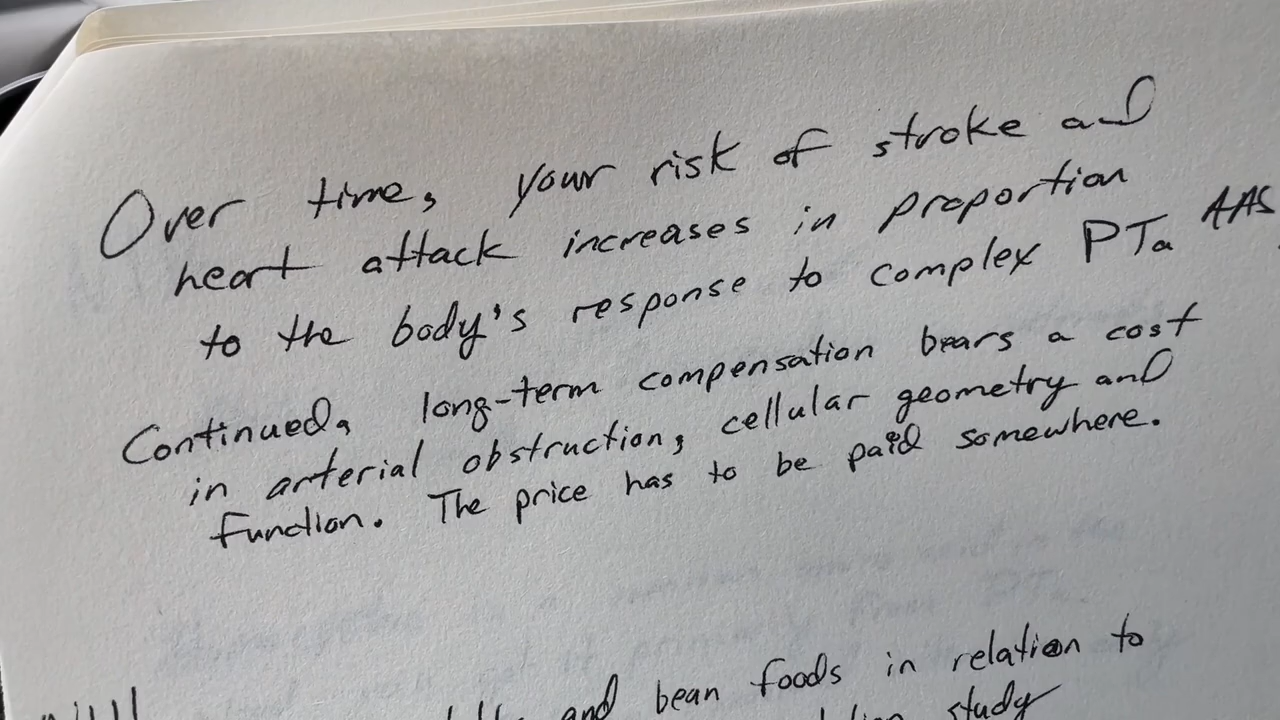 Over time, your risk of stroke and
heart attack increases in proportion
to the body's response to complex PTa AAS.
Continued, long-term compensation bears a cost
in arterial obstruction, cellular geometry and
function. The price has to be paid somewhere.
and bean foods in relation to
study